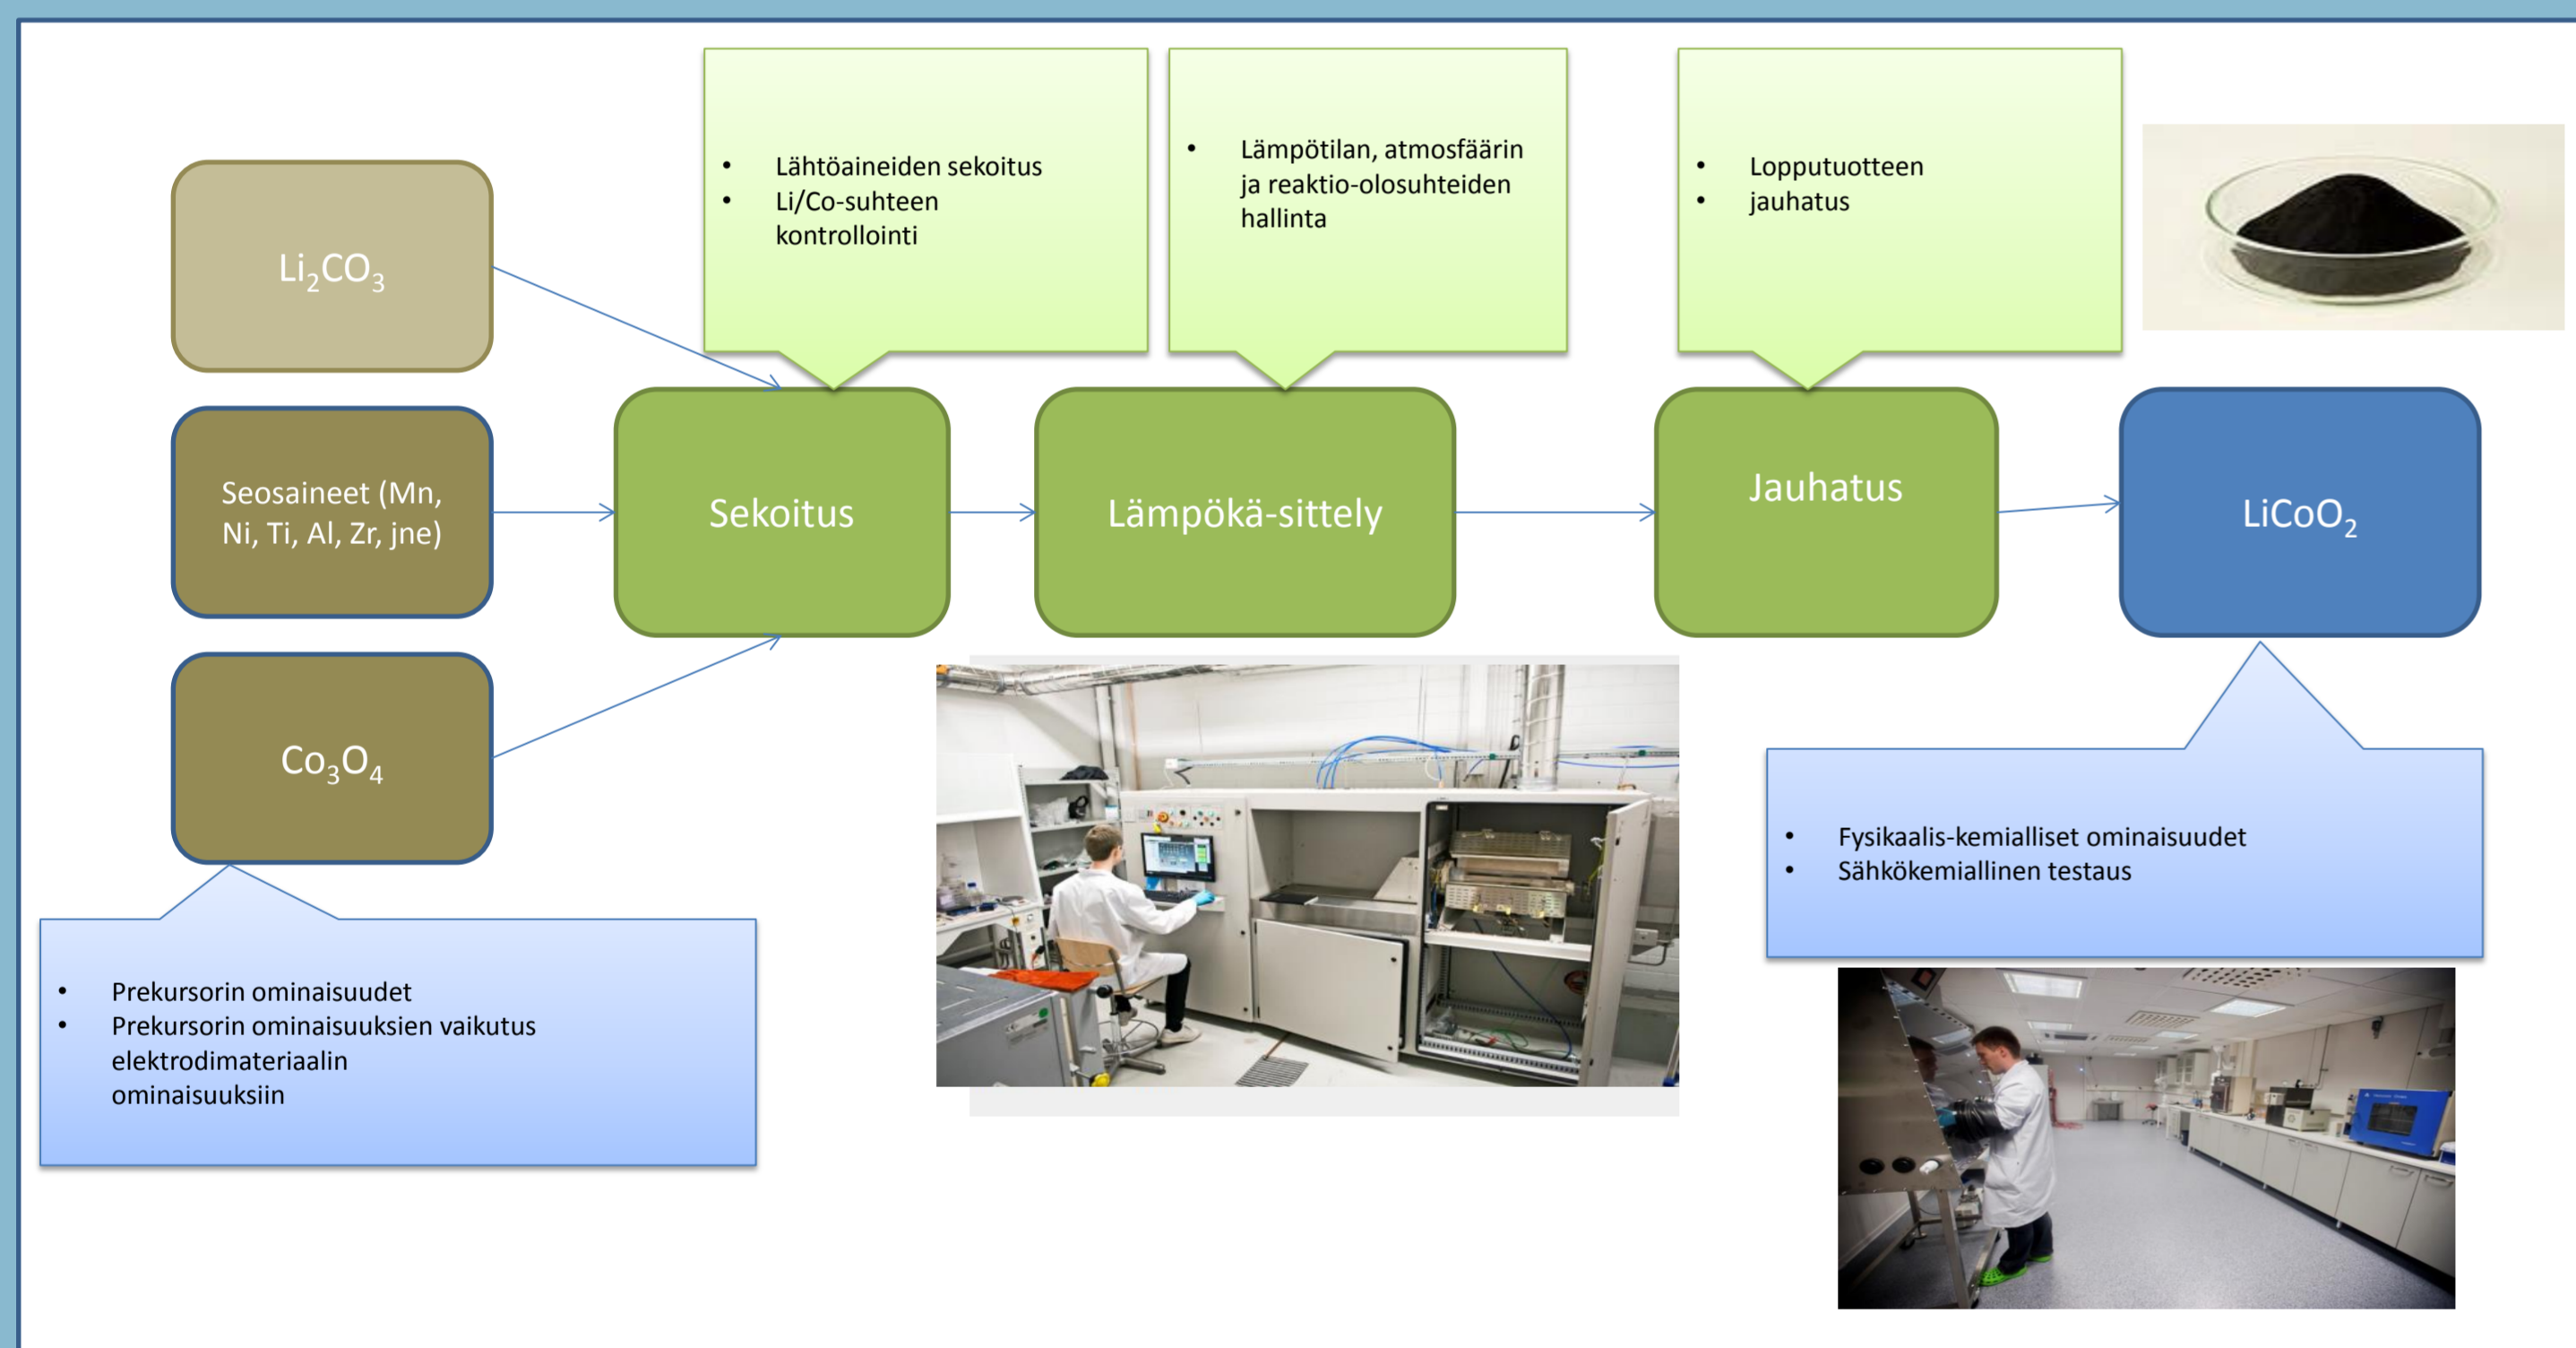 • Lähtöaineiden sekoitus
• Li/Co-suhteen
kontrollointi
• Lämpötilan, atmosfäärin
ja reaktio-olosuhteiden
hallinta
• Lopputuotteen
• jauhatus
Li₂CO₃
Seosaineet (Mn,
Ni, Ti, Al, Zr, jne)
Co₃O₄
Sekoitus
Lämpökä-sittely
Jauhatus
LiCoO₂
• Prekursorin ominaisuudet
• Prekursorin ominaisuuksien vaikutus
elektrodimateriaalin
ominaisuuksiin
• Fysikaalis-kemialliset ominaisuudet
• Sähkökemiallinen testaus